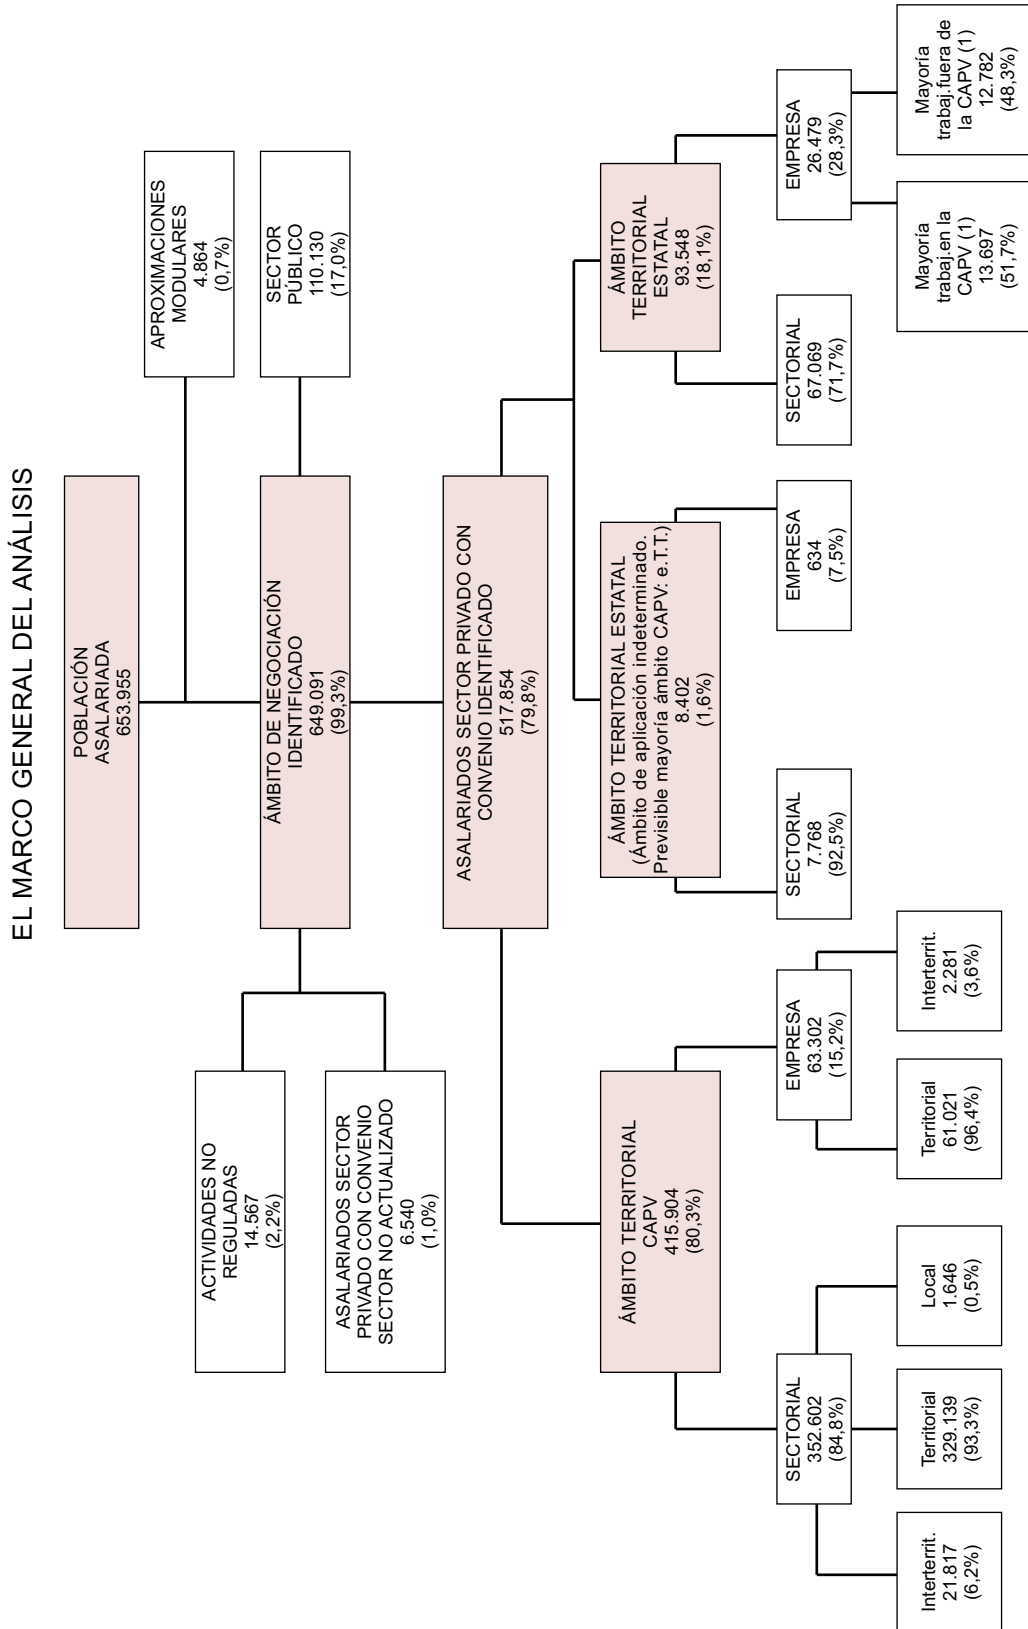 EL MARCO GENERAL DEL ANÁLISIS
POBLACIÓN
ASALARIADA
653.955
APROXIMACIONES
MODULARES
4.864
(0,7%)
ACTIVIDADES NO
REGULADAS
14.567
(2,2%)
ÁMBITO DE NEGOCIACIÓN
IDENTIFICADO
649.091
(99,3%)
SECTOR
PÚBLICO
110.130
(17,0%)
ASALARIADOS SECTOR
PRIVADO CON CONVENIO
SECTOR NO ACTUALIZADO
6.540
(1,0%)
ASALARIADOS SECTOR PRIVADO CON
CONVENIO IDENTIFICADO
517.854
(79,8%)
ÁMBITO TERRITORIAL
CAPV
415.904
(80,3%)
ÁMBITO TERRITORIAL ESTATAL
(Ámbito de aplicación indeterminado.
Previsible mayoría ámbito CAPV: e.T.T.)
8.402
(1,6%)
ÁMBITO
TERRITORIAL
ESTATAL
93.548
(18,1%)
SECTORIAL
352.602
(84,8%)
EMPRESA
63.302
(15,2%)
SECTORIAL
7.768
(92,5%)
EMPRESA
634
(7,5%)
SECTORIAL
67.069
(71,7%)
EMPRESA
26.479
(28,3%)
Interterrit.
21.817
(6,2%)
Territorial
329.139
(93,3%)
Local
1.646
(0,5%)
Territorial
61.021
(96,4%)
Interterrit.
2.281
(3,6%)
Mayoría
trabaj.en la
CAPV (1)
13.697
(51,7%)
Mayoría
trabaj.fuera de
la CAPV (1)
12.782
(48,3%)